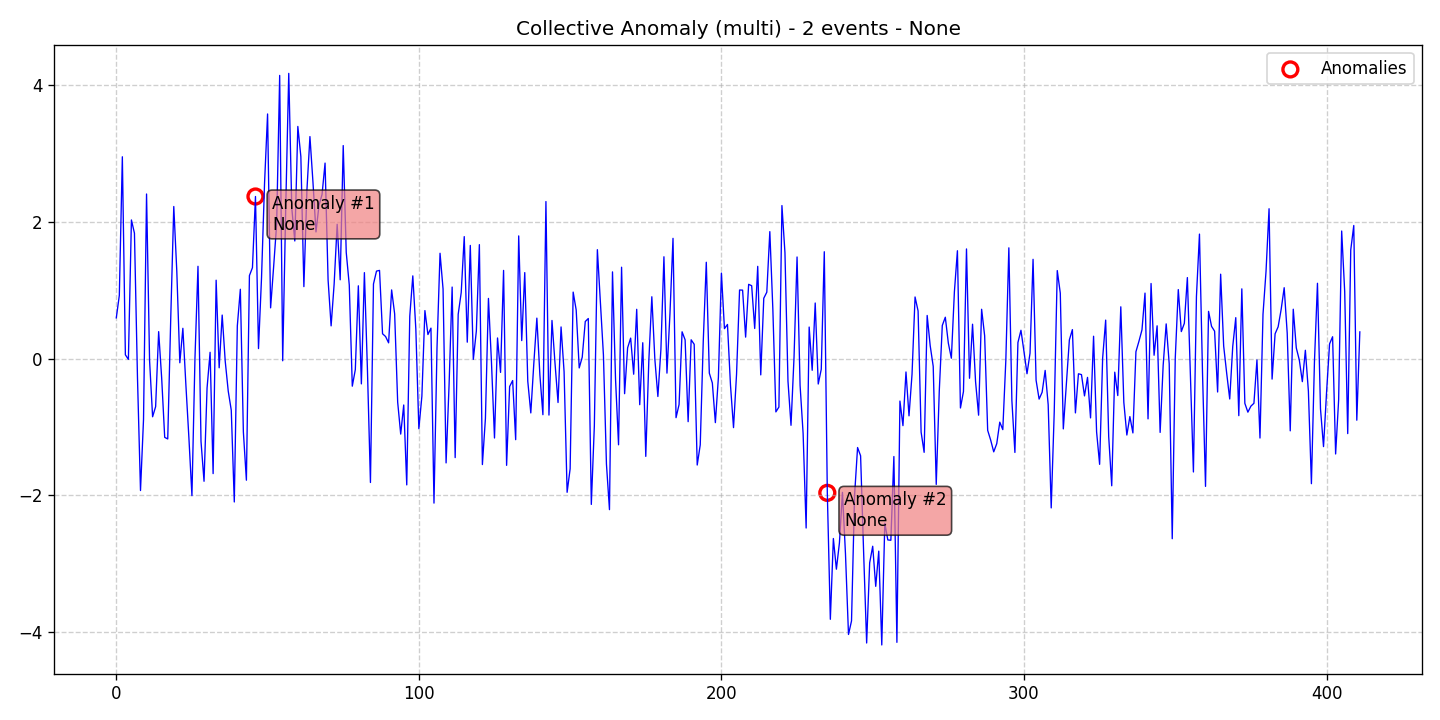 Collective Anomaly (multi) - 2 events - None
Anomalies
4
2
0
−2
−4
Anomaly #1
None
Anomaly #2
None
0
100
200
300
400